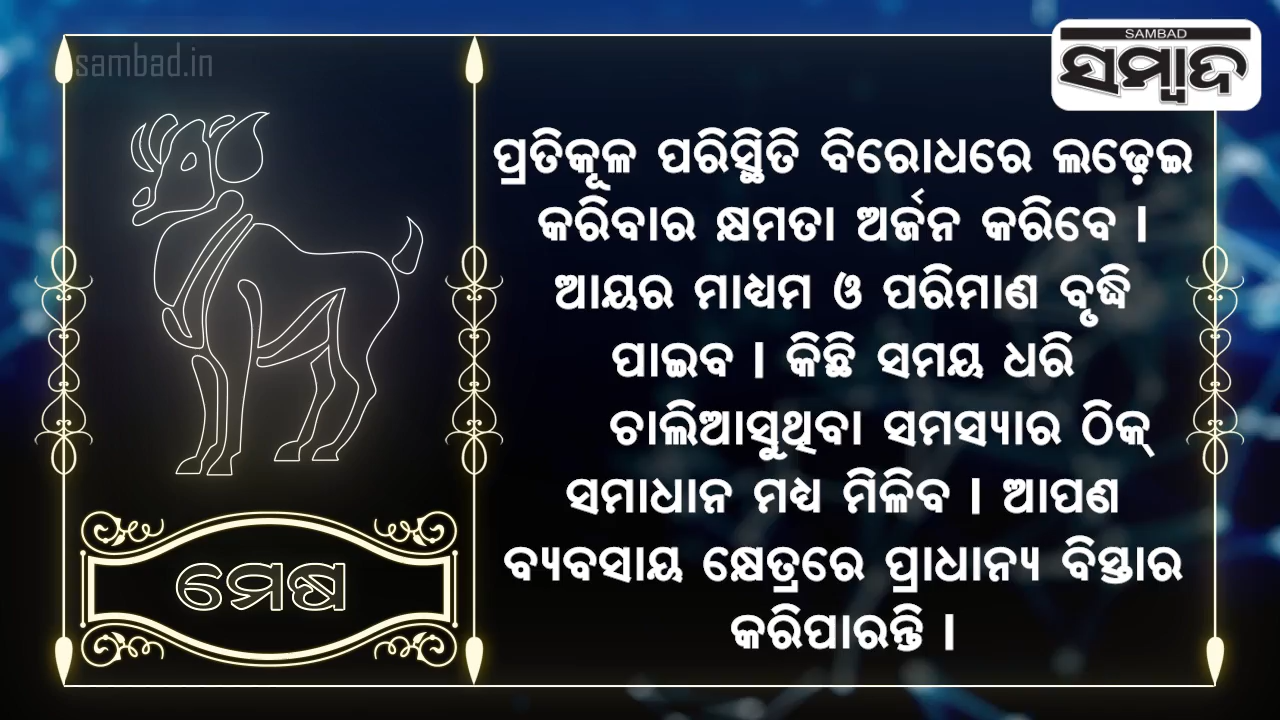 sambad.in
SAMBAD
ସମ୍ବାଦ
ପ୍ରତିକୂଳ ପରିସ୍ଥିତି ବିରୋଧରେ ଲଢ଼େଇ
କରିବାର କ୍ଷମତା ଅର୍ଜନ କରିବେ ।
ଆୟର ମାଧ୍ୟମ ଓ ପରିମାଣ ବୃଦ୍ଧି
ପାଇବ । କିଛି ସମୟ ଧରି
ଚାଲିଆସୁଥିବା ସମସ୍ୟାର ଠିକ୍
ସମାଧାନ ମଧ୍ୟ ମିଳିବ । ଆପଣ
ବ୍ୟବସାୟ କ୍ଷେତ୍ରରେ ପ୍ରାଧାନ୍ୟ ବିସ୍ତାର
କରିପାରନ୍ତି ।
ମେଷ